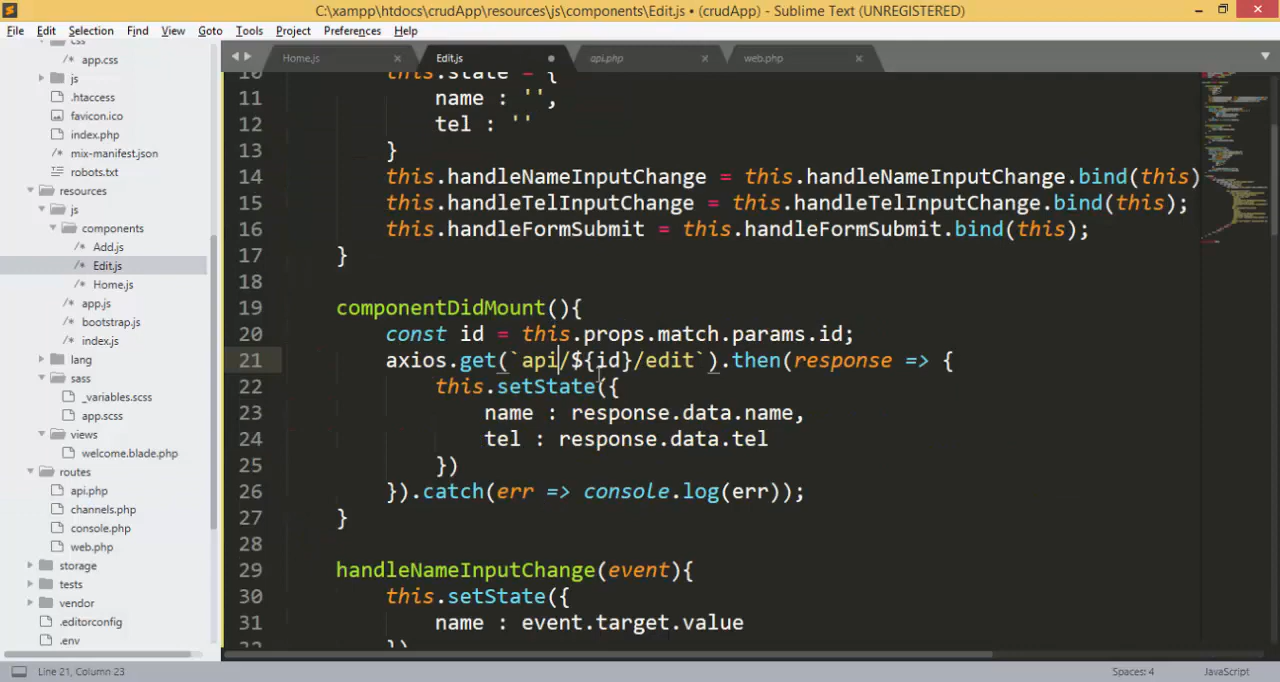 C:\xampp\htdocs\crudApp\resources\js\components\Edit.js • (crudApp) - Sublime Text (UNREGISTERED)
File Edit Selection Find View Goto Tools Project Preferences Help
css
app.css
js
.htaccess
favicon.ico
index.php
mix-manifest.json
robots.txt
resources
js
components
Add.js
Edit.js
Home.js
app.js
bootstrap.js
index.js
lang
sass
_variables.scss
app.scss
views
welcome.blade.php
routes
api.php
channels.php
console.php
web.php
storage
tests
vendor
.editorconfig
.env
Home.js Edit.js api.php web.php
10 this.state = {
11 name : '',
12 tel : ''
13 }
14 this.handleNameInputChange = this.handleNameInputChange.bind(this)
15 this.handleTelInputChange = this.handleTelInputChange.bind(this);
16 this.handleFormSubmit = this.handleFormSubmit.bind(this);
17 }
18
19 componentDidMount(){
20 const id = this.props.match.params.id;
21 axios.get(`api/${id}/edit`).then(response => {
22 this.setState({
23 name : response.data.name,
24 tel : response.data.tel
25 })
26 }).catch(err => console.log(err));
27 }
28
29 handleNameInputChange(event){
30 this.setState({
31 name : event.target.value
32 })
Line 21, Column 23 Spaces: 4 JavaScript